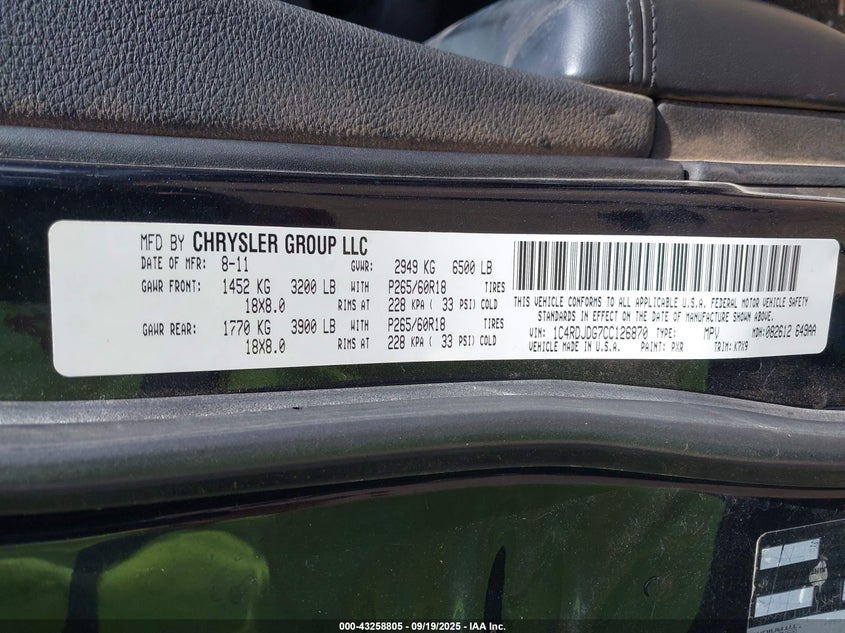 MFD BY CHRYSLER GROUP LLC
DATE OF MFR: 8-11 GVWR: 2949 KG 6500 LB
GAWR FRONT: 1452 KG 3200 LB WITH P265/60R18 TIRES
18X8.0 RIMS AT 228 KPA ( 33 PSI) COLD
GAWR REAR: 1770 KG 3900 LB WITH P265/60R18 TIRES
18X8.0 RIMS AT 228 KPA ( 33 PSI) COLD
THIS VEHICLE CONFORMS TO ALL APPLICABLE U.S.A. FEDERAL MOTOR VEHICLE SAFETY
STANDARDS IN EFFECT ON THE DATE OF MANUFACTURE SHOWN ABOVE.
VIN: 1C4RDJDG7CC126870 TYPE: MPV MDH: 082612 649AA
VEHICLE MADE IN U.S.A. PAINT: PXR TRIM: K7X9
000-43258805 - 09/19/2025 - IAA Inc.